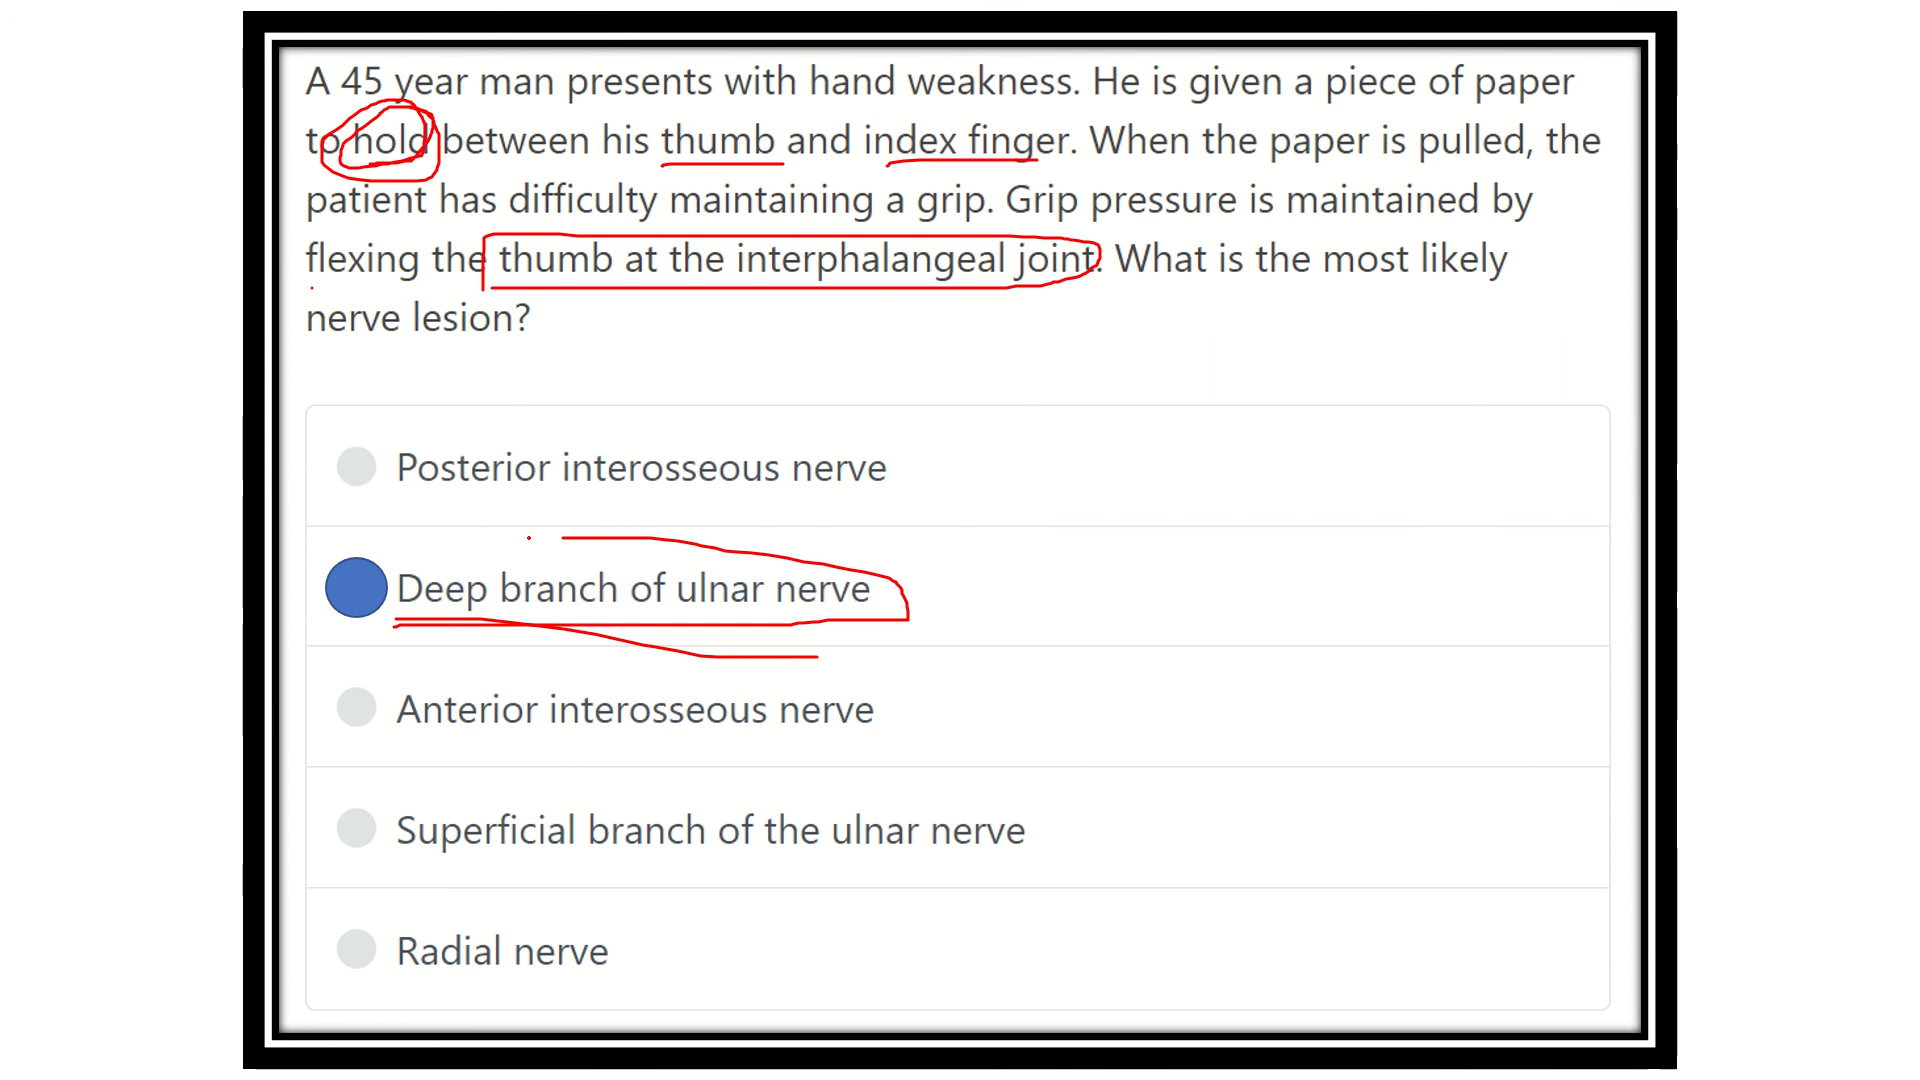 A 45 year man presents with hand weakness. He is given a piece of paper
to hold between his thumb and index finger. When the paper is pulled, the
patient has difficulty maintaining a grip. Grip pressure is maintained by
flexing the thumb at the interphalangeal joint. What is the most likely
nerve lesion?
Posterior interosseous nerve
Deep branch of ulnar nerve
Anterior interosseous nerve
Superficial branch of the ulnar nerve
Radial nerve